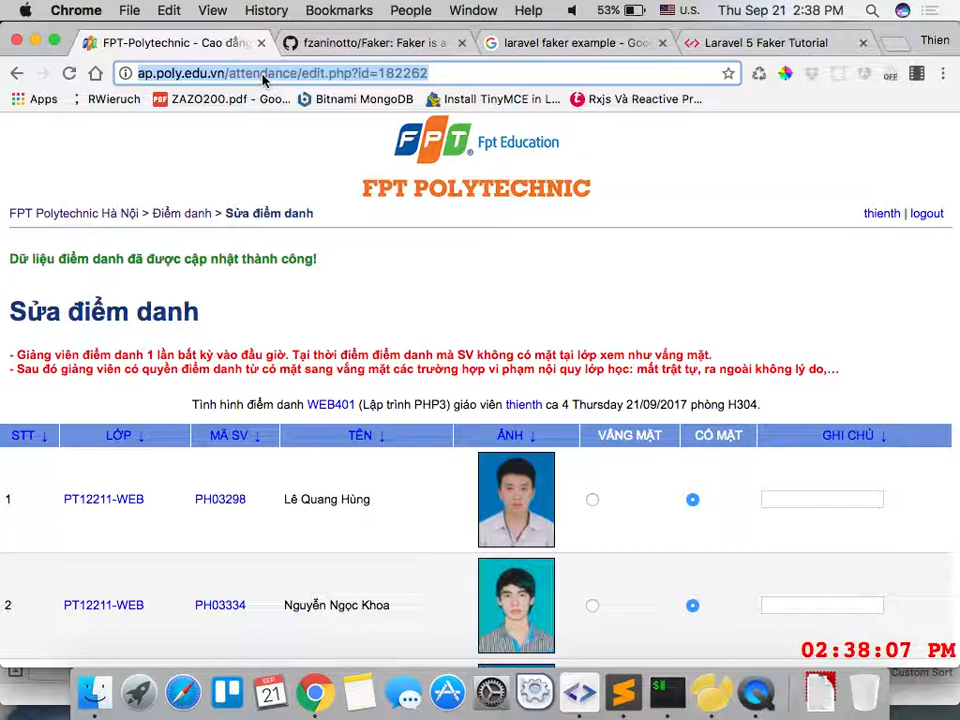 Chrome File Edit View History Bookmarks People Window Help 53% U.S. Thu Sep 21 2:38 PM
FPT-Polytechnic - Cao đẳng fzaninotto/Faker: Faker is a laravel faker example - Goo Laravel 5 Faker Tutorial Thien
ap.poly.edu.vn/attendance/edit.php?id=182262 OFF
Apps RWieruch ZAZO200.pdf - Goo... Bitnami MongoDB Install TinyMCE in L... Rxjs Và Reactive Pr...
FPT Fpt Education
FPT POLYTECHNIC
FPT Polytechnic Hà Nội > Điểm danh > Sửa điểm danh thienth | logout
Dữ liệu điểm danh đã được cập nhật thành công!
Sửa điểm danh
- Giảng viên điểm danh 1 lần bất kỳ vào đầu giờ. Tại thời điểm điểm danh mà SV không có mặt tại lớp xem như vắng mặt.
- Sau đó giảng viên có quyền điểm danh từ có mặt sang vắng mặt các trường hợp vi phạm nội quy lớp học: mất trật tự, ra ngoài không lý do,...
Tình hình điểm danh WEB401 (Lập trình PHP3) giáo viên thienth ca 4 Thursday 21/09/2017 phòng H304.
STT ↓ LỚP ↓ MÃ SV ↓ TÊN ↓ ẢNH ↓ VẮNG MẶT CÓ MẶT GHI CHÚ ↓
1 PT12211-WEB PH03298 Lê Quang Hùng
2 PT12211-WEB PH03334 Nguyễn Ngọc Khoa
02:38:07 PM
Custom Sort
SEP
21